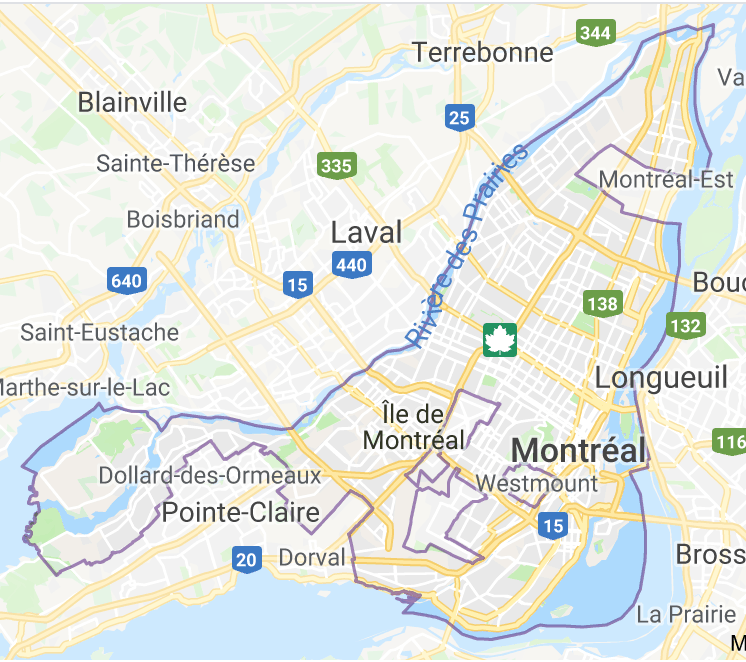 344
Terrebonne
Va
Blainville
25
Sainte-Thérèse
335
Rivière des Prairies
Montréal-Est
Boisbriand
Laval
440
640
15
Bouc
138
132
Saint-Eustache
Marthe-sur-le-Lac
Longueuil
Île de
Montréal
116
Montréal
Dollard-des-Ormeaux
Westmount
Pointe-Claire
15
20
Dorval
Bross
La Prairie
M